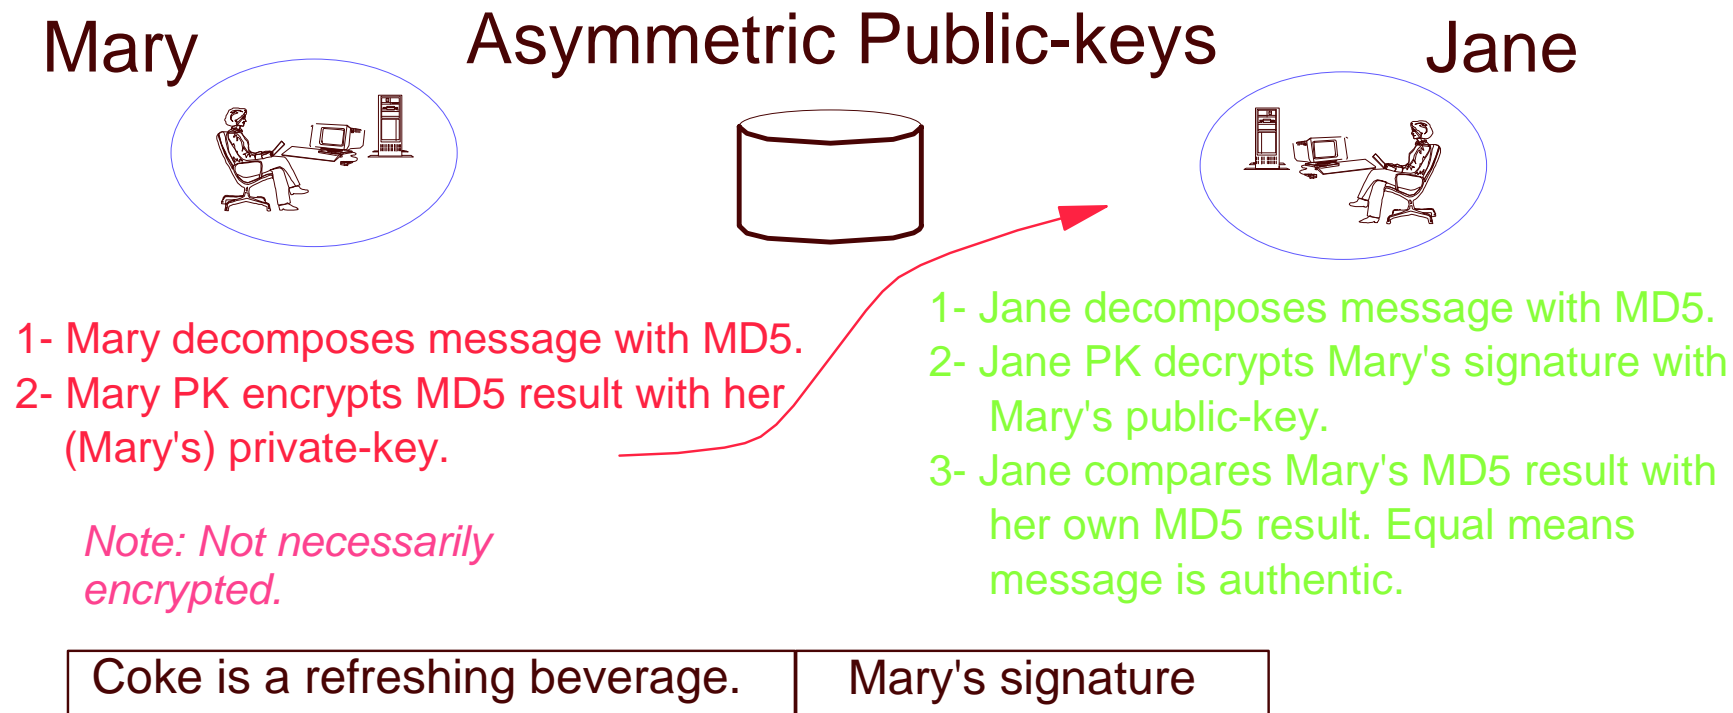 Mary
Asymmetric Public-keys
Jane
1- Mary decomposes message with MD5.
2- Mary PK encrypts MD5 result with her
(Mary's) private-key.
Note: Not necessarily
encrypted.
1- Jane decomposes message with MD5.
2- Jane PK decrypts Mary's signature with
Mary's public-key.
3- Jane compares Mary's MD5 result with
her own MD5 result. Equal means
message is authentic.
Coke is a refreshing beverage.
Mary's signature